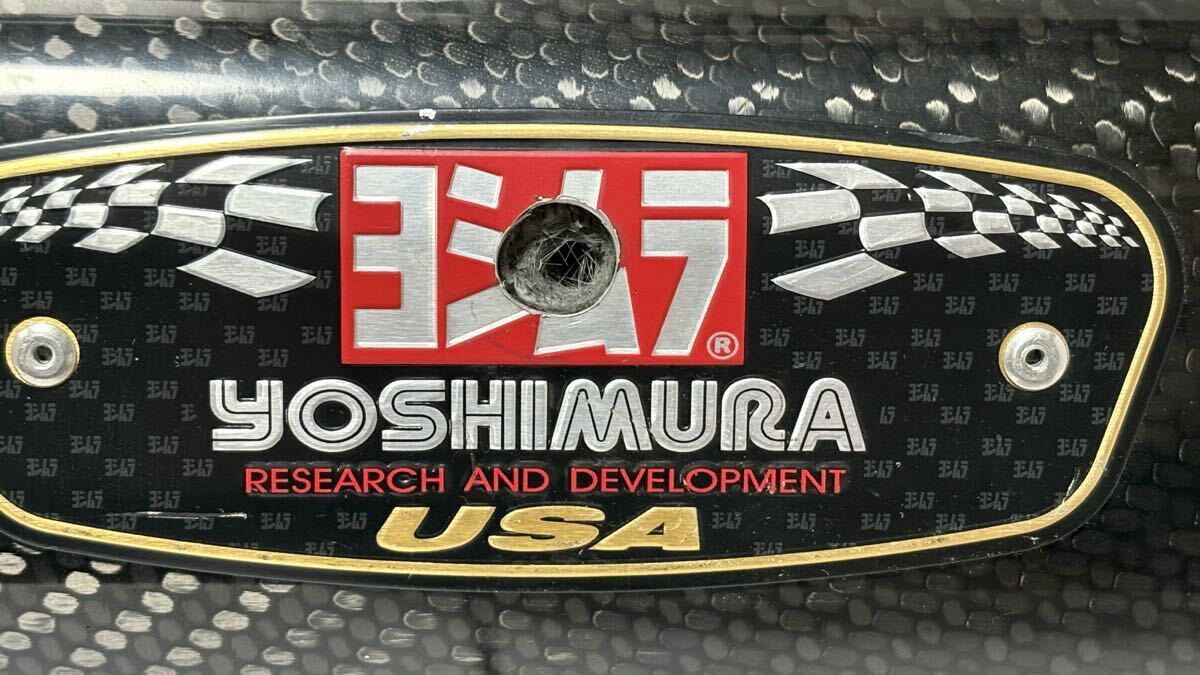 ヨシムラ
®
YOSHIMURA
RESEARCH AND DEVELOPMENT
USA